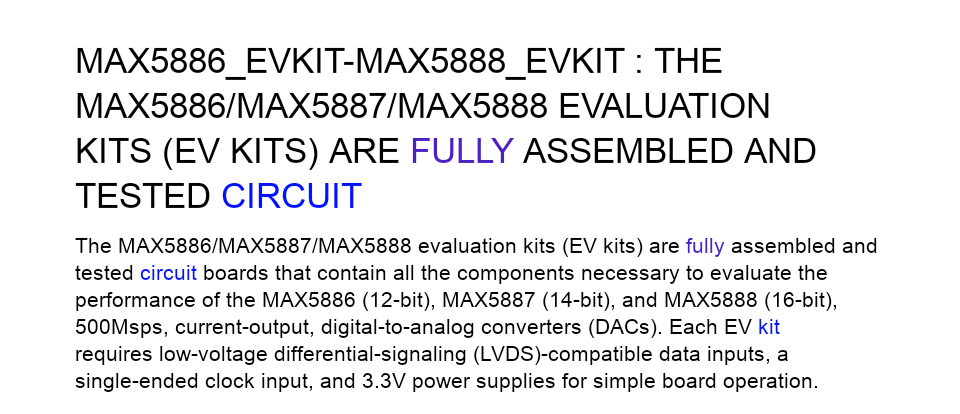 MAX5886_EVKIT-MAX5888_EVKIT : THE
MAX5886/MAX5887/MAX5888 EVALUATION
KITS (EV KITS) ARE FULLY ASSEMBLED AND
TESTED CIRCUIT
The MAX5886/MAX5887/MAX5888 evaluation kits (EV kits) are fully assembled and
tested circuit boards that contain all the components necessary to evaluate the
performance of the MAX5886 (12-bit), MAX5887 (14-bit), and MAX5888 (16-bit),
500Msps, current-output, digital-to-analog converters (DACs). Each EV kit
requires low-voltage differential-signaling (LVDS)-compatible data inputs, a
single-ended clock input, and 3.3V power supplies for simple board operation.